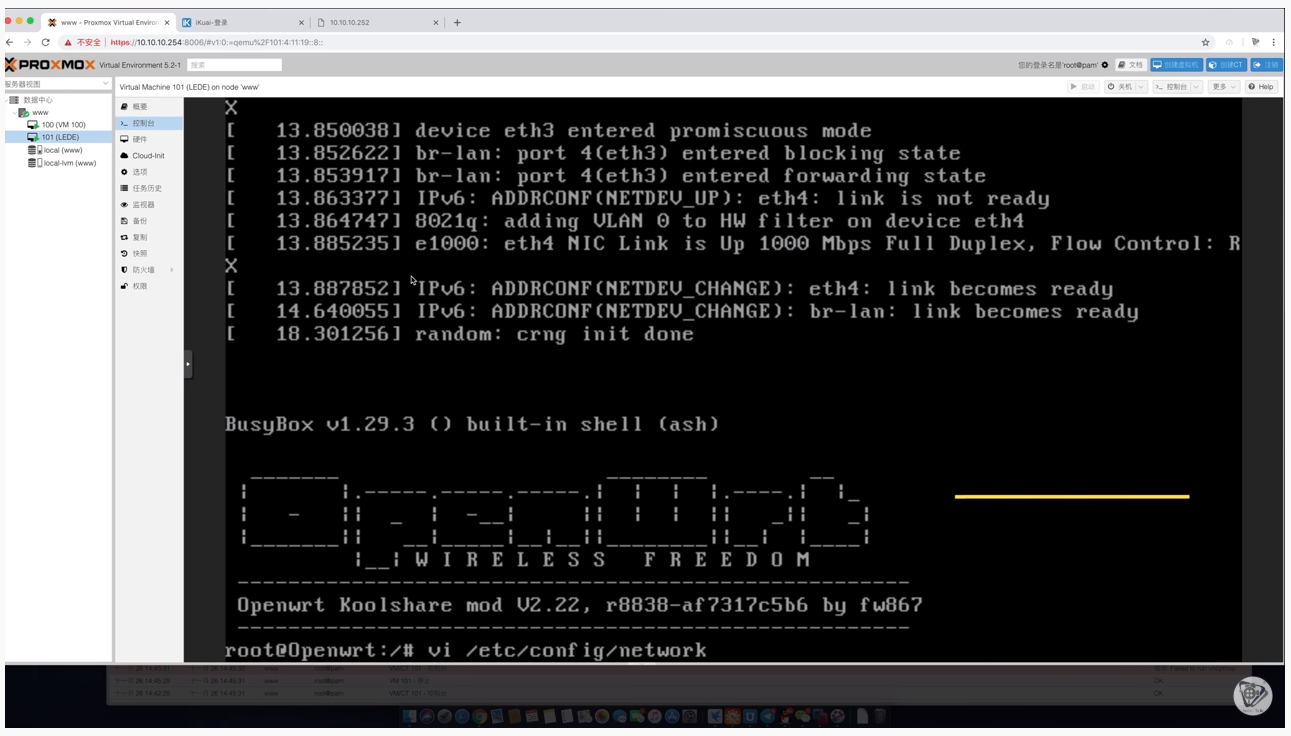 www - Proxmox Virtual Environ
iKuai-登录
10.10.10.252
不安全 | https://10.10.10.254:8006/#v1:0:=qemu%2F101:4:11:19::8::
PROXMOX Virtual Environment 5.2-1 搜索
您的登录名是'root@pam' 文档 创建虚拟机 创建CT 注销
服务器视图
Virtual Machine 101 (LEDE) on node 'www'
启动 关机 控制台 更多 Help
数据中心
www
100 (VM 100)
101 (LEDE)
local (www)
local-lvm (www)
概要
控制台
硬件
Cloud-Init
选项
任务历史
监视器
备份
复制
快照
防火墙
权限
X
[ 13.850038] device eth3 entered promiscuous mode
[ 13.852622] br-lan: port 4(eth3) entered blocking state
[ 13.853917] br-lan: port 4(eth3) entered forwarding state
[ 13.863377] IPv6: ADDRCONF(NETDEV_UP): eth4: link is not ready
[ 13.864747] 8021q: adding VLAN 0 to HW filter on device eth4
[ 13.885235] e1000: eth4 NIC Link is Up 1000 Mbps Full Duplex, Flow Control: R
X
[ 13.887852] IPv6: ADDRCONF(NETDEV_CHANGE): eth4: link becomes ready
[ 14.640055] IPv6: ADDRCONF(NETDEV_CHANGE): br-lan: link becomes ready
[ 18.301256] random: crng init done
BusyBox v1.29.3 () built-in shell (ash)
OpenWrt
W I R E L E S S F R E E D O M
Openwrt Koolshare mod V2.22, r8838-af7317c5b6 by fw867
root@Openwrt:/# vi /etc/config/network